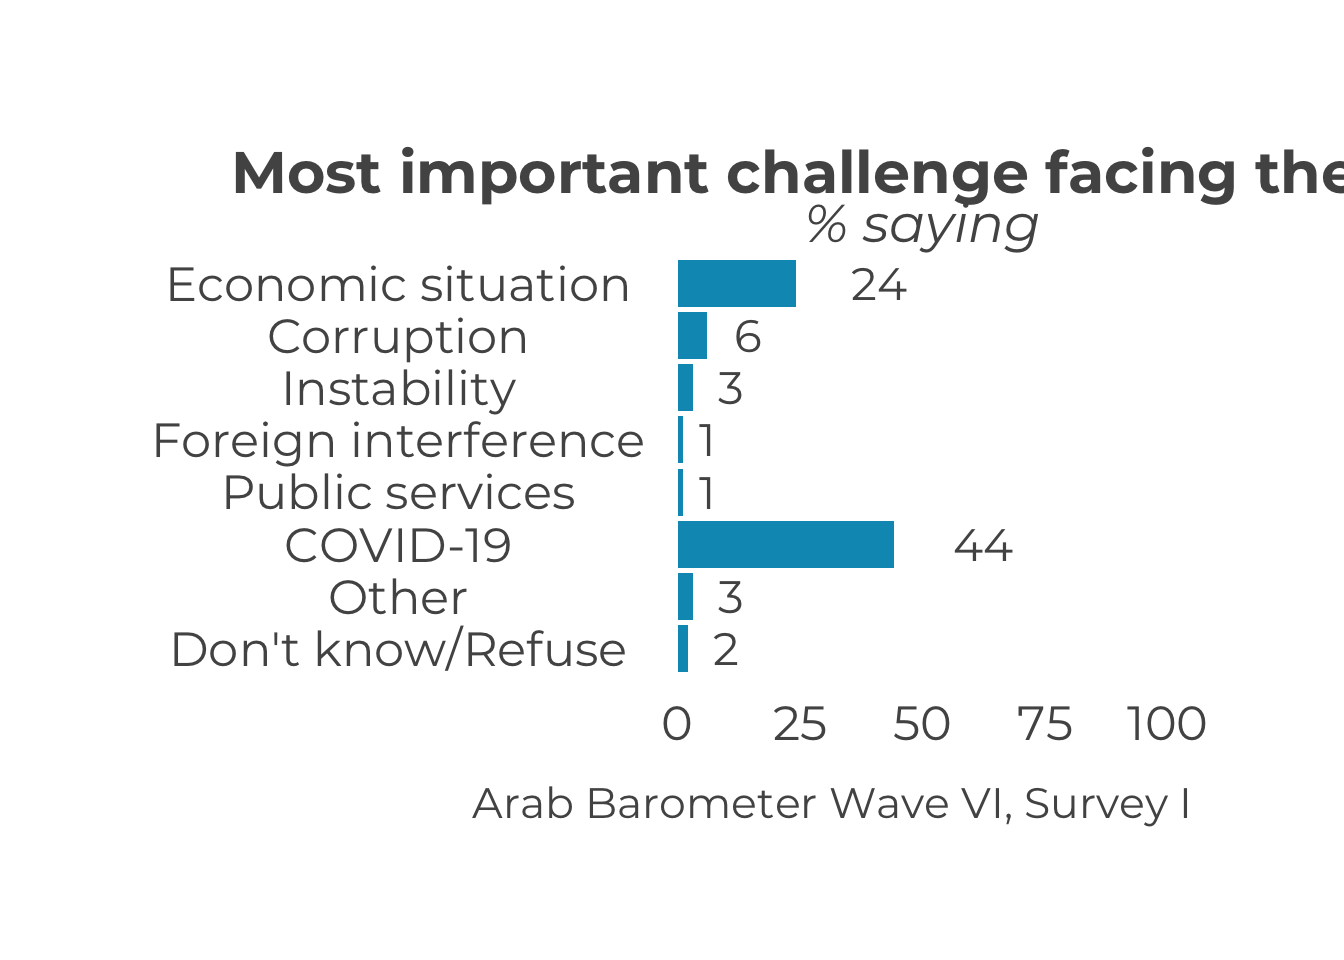 Most important challenge facing the
% saying
Economic situation 24
Corruption 6
Instability 3
Foreign interference 1
Public services 1
COVID-19 44
Other 3
Don't know/Refuse 2
0 25 50 75 100
Arab Barometer Wave VI, Survey I